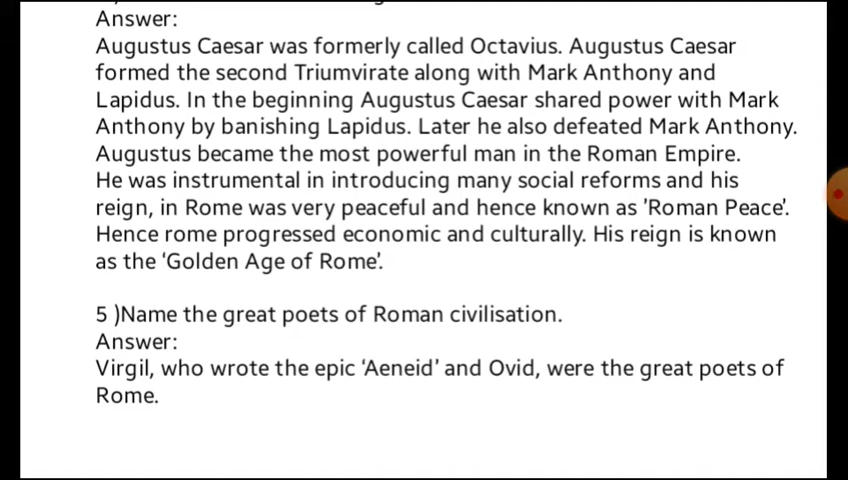 Answer:
Augustus Caesar was formerly called Octavius. Augustus Caesar
formed the second Triumvirate along with Mark Anthony and
Lapidus. In the beginning Augustus Caesar shared power with Mark
Anthony by banishing Lapidus. Later he also defeated Mark Anthony.
Augustus became the most powerful man in the Roman Empire.
He was instrumental in introducing many social reforms and his
reign, in Rome was very peaceful and hence known as 'Roman Peace'.
Hence rome progressed economic and culturally. His reign is known
as the 'Golden Age of Rome'.
5 )Name the great poets of Roman civilisation.
Answer:
Virgil, who wrote the epic 'Aeneid' and Ovid, were the great poets of
Rome.